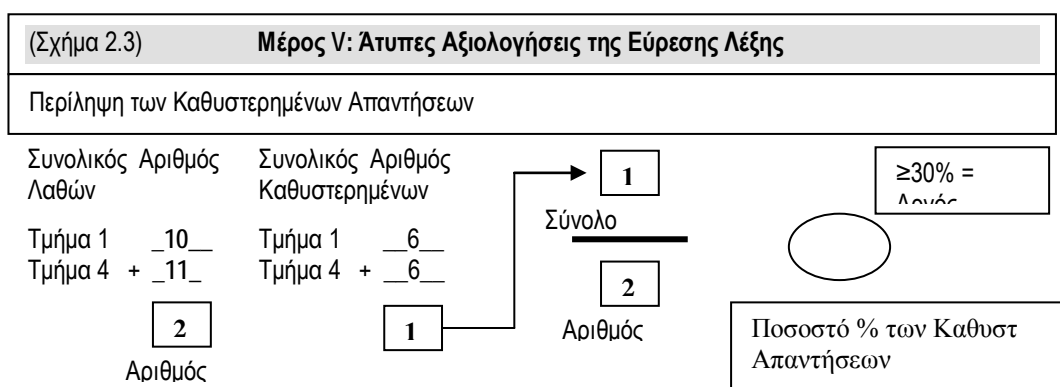 (Σχήμα 2.3) Μέρος V: Άτυπες Αξιολογήσεις της Εύρεσης Λέξης
Περίληψη των Καθυστερημένων Απαντήσεων
Συνολικός Αριθμός Λαθών
Τμήμα 1 _10__
Τμήμα 4 + _11_
2
Αριθμός
Συνολικός Αριθμός Καθυστερημένων
Τμήμα 1 __6__
Τμήμα 4 + __6__
1
1
Σύνολο
2
Αριθμός
≥30% =
Ποσοστό % των Καθυστ
Απαντήσεων